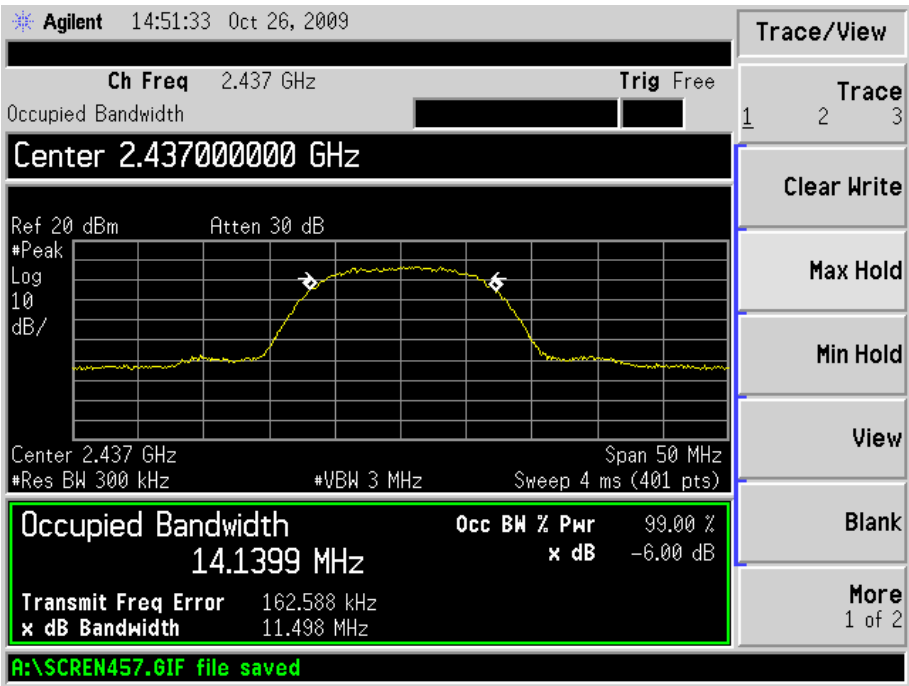 Agilent 14:51:33 Oct 26, 2009
Trace/View
Ch Freq 2.437 GHz Trig Free
Occupied Bandwidth
Trace
1 2 3
Center 2.437000000 GHz
Clear Write
Ref 20 dBm Atten 30 dB
#Peak
Log
10
dB/
Max Hold
Min Hold
View
Center 2.437 GHz Span 50 MHz
#Res BW 300 kHz #VBW 3 MHz Sweep 4 ms (401 pts)
Occupied Bandwidth Occ BW % Pwr 99.00 %
14.1399 MHz x dB -6.00 dB
Blank
Transmit Freq Error 162.588 kHz
x dB Bandwidth 11.498 MHz
More
1 of 2
A:\SCREN457.GIF file saved